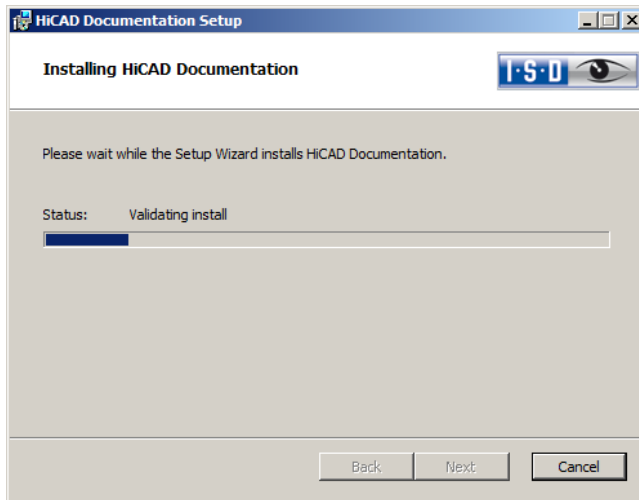 HiCAD Documentation Setup
Installing HiCAD Documentation
I·S·D
Please wait while the Setup Wizard installs HiCAD Documentation.
Status: Validating install
Back Next Cancel